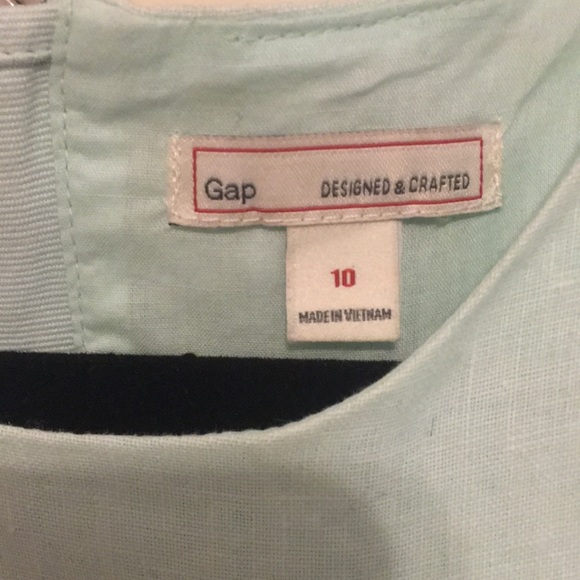 Gap DESIGNED & CRAFTED
10
MADE IN VIETNAM